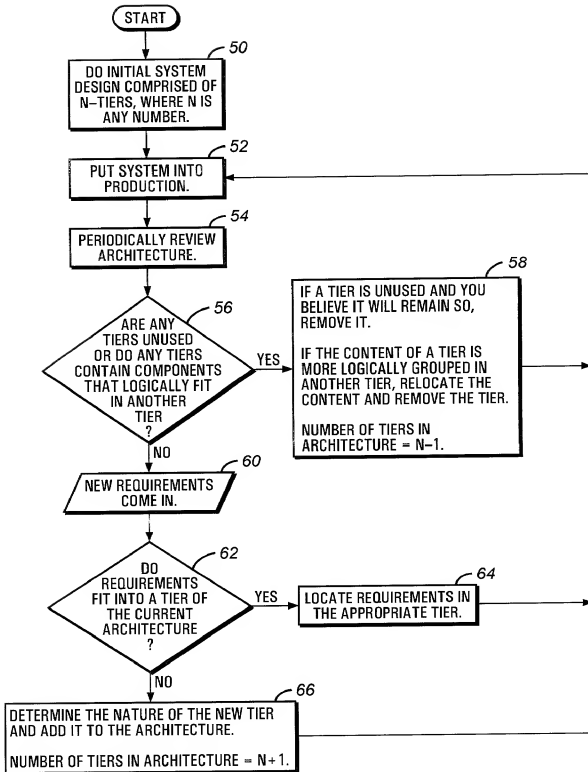 START
50
DO INITIAL SYSTEM
DESIGN COMPRISED OF
N-TIERS, WHERE N IS
ANY NUMBER.
52
PUT SYSTEM INTO
PRODUCTION.
54
PERIODICALLY REVIEW
ARCHITECTURE.
56
ARE ANY
TIERS UNUSED
OR DO ANY TIERS
CONTAIN COMPONENTS
THAT LOGICALLY FIT
IN ANOTHER
TIER
?
YES
NO
58
IF A TIER IS UNUSED AND YOU
BELIEVE IT WILL REMAIN SO,
REMOVE IT.
IF THE CONTENT OF A TIER IS
MORE LOGICALLY GROUPED IN
ANOTHER TIER, RELOCATE THE
CONTENT AND REMOVE THE TIER.
NUMBER OF TIERS IN
ARCHITECTURE = N-1.
60
NEW REQUIREMENTS
COME IN.
62
DO
REQUIREMENTS
FIT INTO A TIER OF
THE CURRENT
ARCHITECTURE
?
YES
NO
64
LOCATE REQUIREMENTS IN
THE APPROPRIATE TIER.
66
DETERMINE THE NATURE OF THE NEW TIER
AND ADD IT TO THE ARCHITECTURE.
NUMBER OF TIERS IN ARCHITECTURE = N+1.